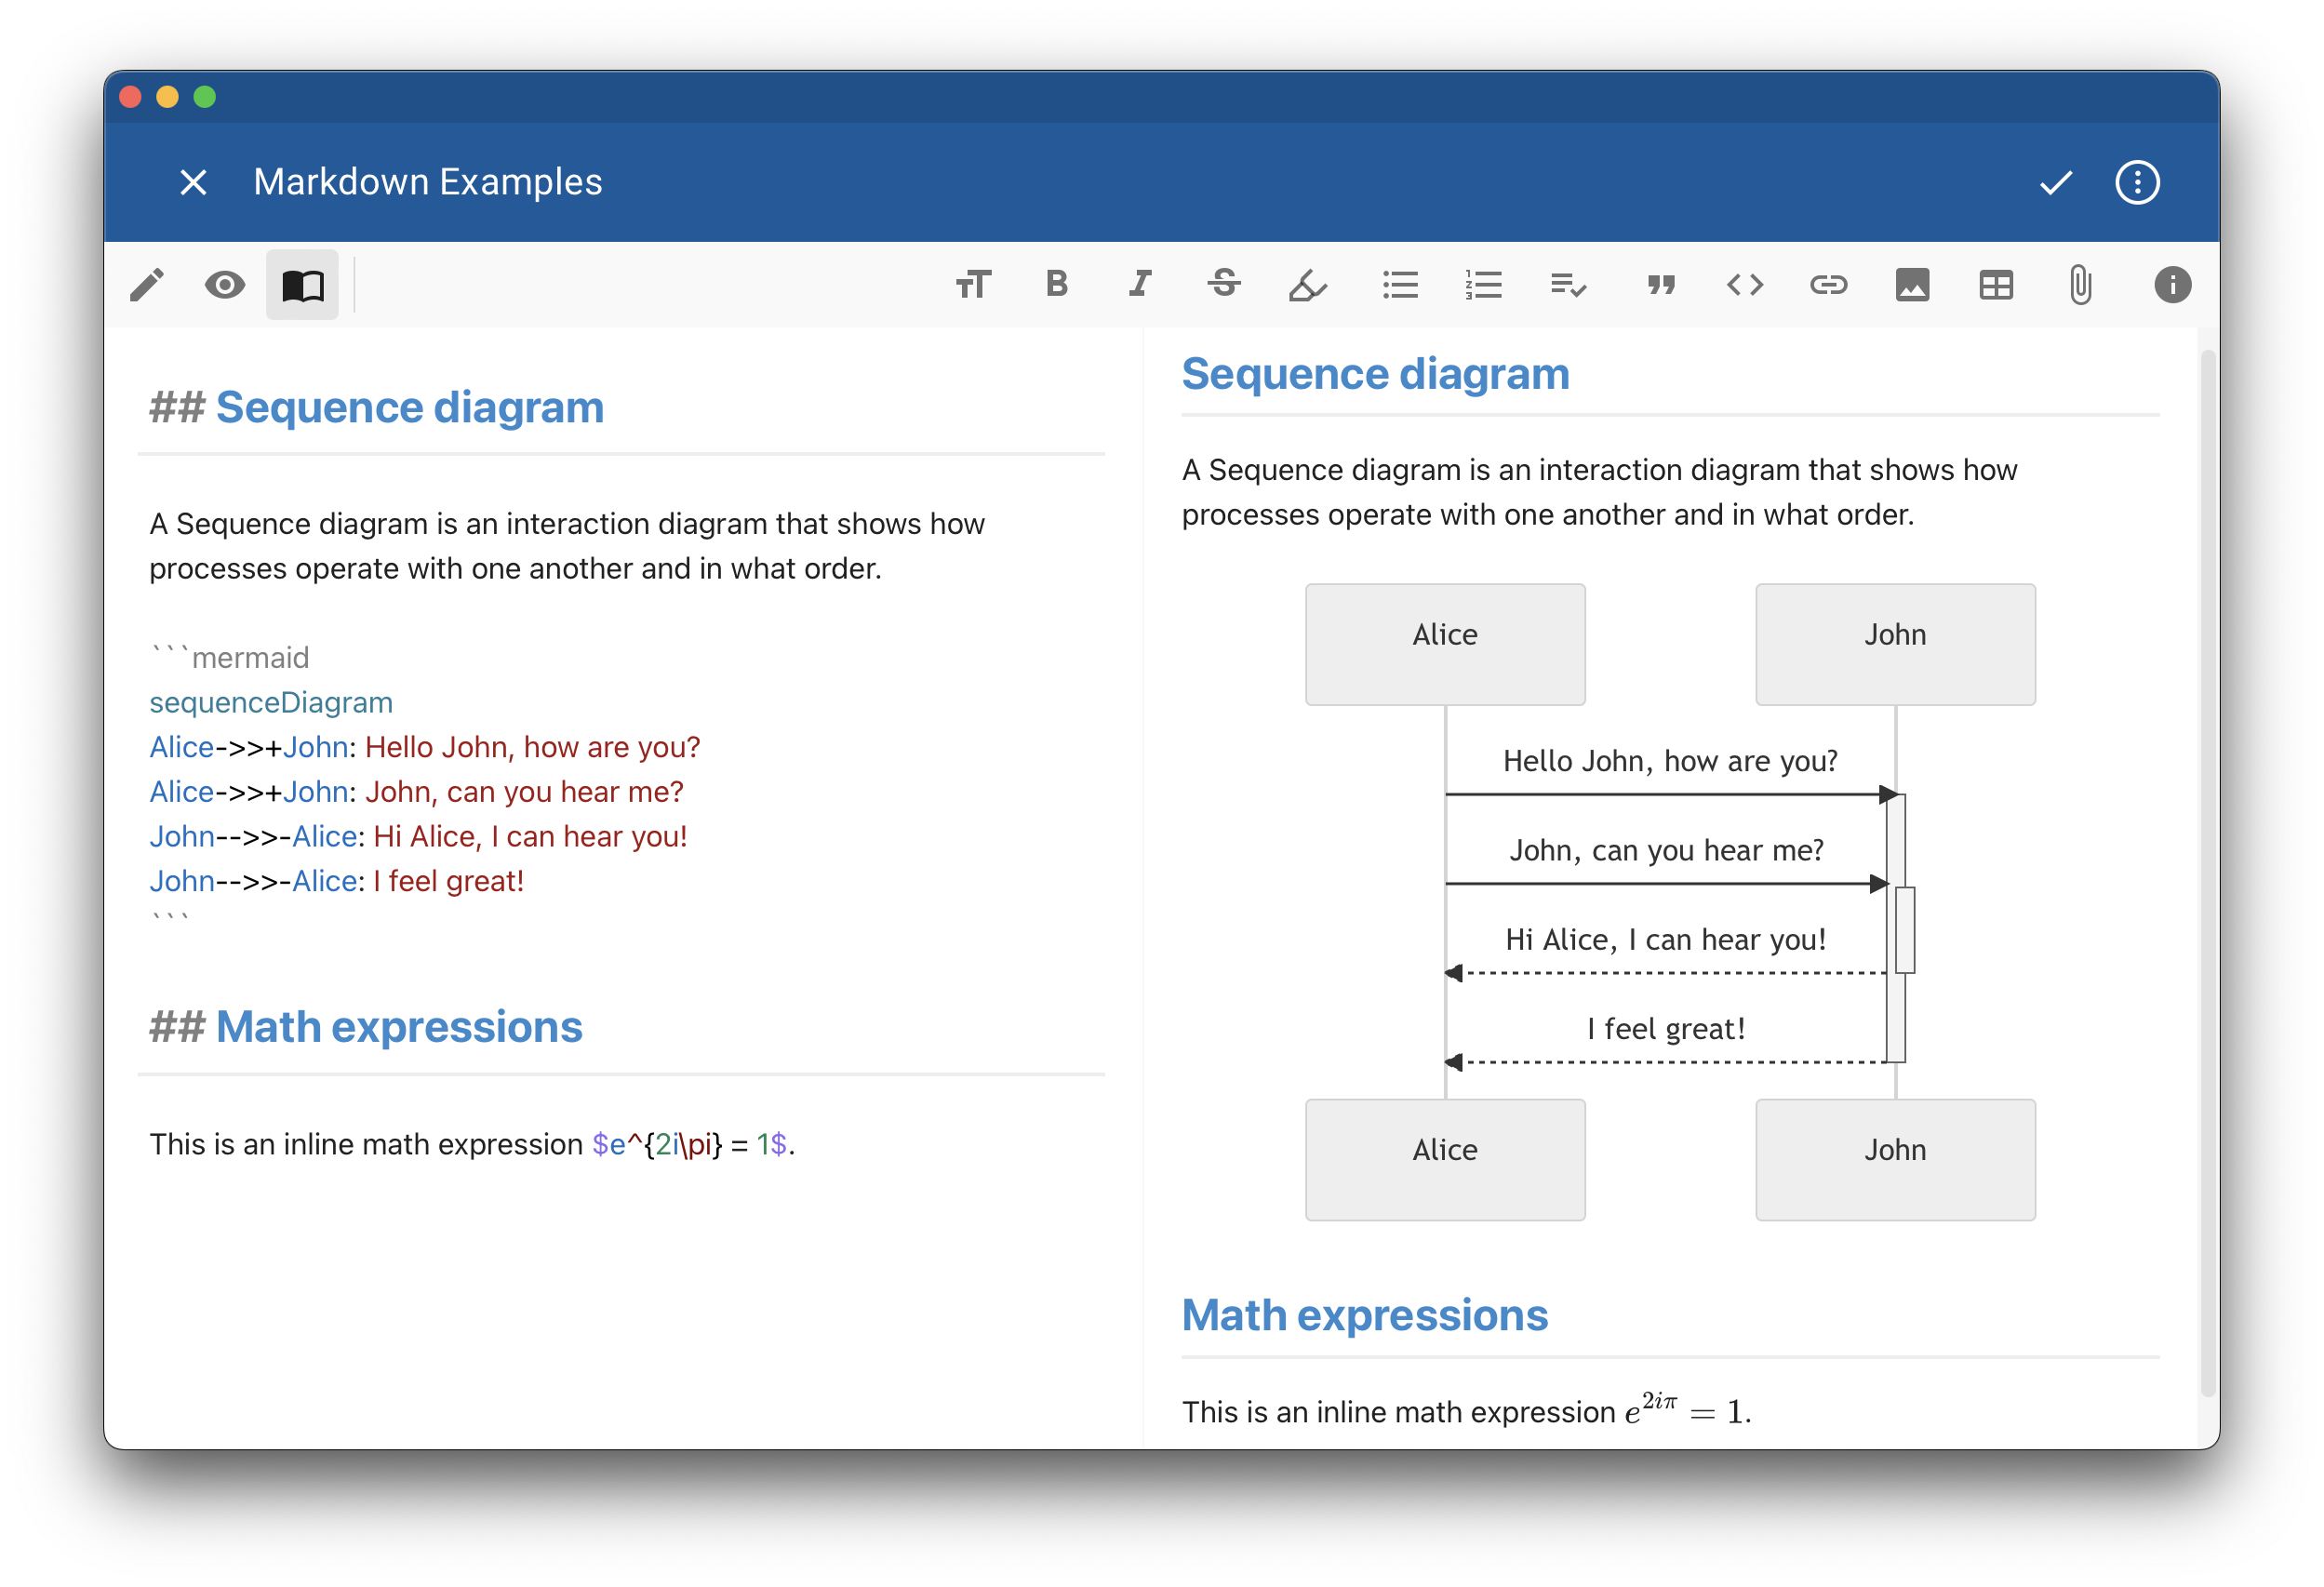 Markdown Examples
## Sequence diagram
A Sequence diagram is an interaction diagram that shows how
processes operate with one another and in what order.
```mermaid
sequenceDiagram
Alice->>+John: Hello John, how are you?
Alice->>+John: John, can you hear me?
John-->>-Alice: Hi Alice, I can hear you!
John-->>-Alice: I feel great!
```
## Math expressions
This is an inline math expression $e^{2i\pi} = 1$.
Sequence diagram
A Sequence diagram is an interaction diagram that shows how
processes operate with one another and in what order.
Alice John
Hello John, how are you?
John, can you hear me?
Hi Alice, I can hear you!
I feel great!
Alice John
Math expressions
This is an inline math expression e^{2iπ} = 1.